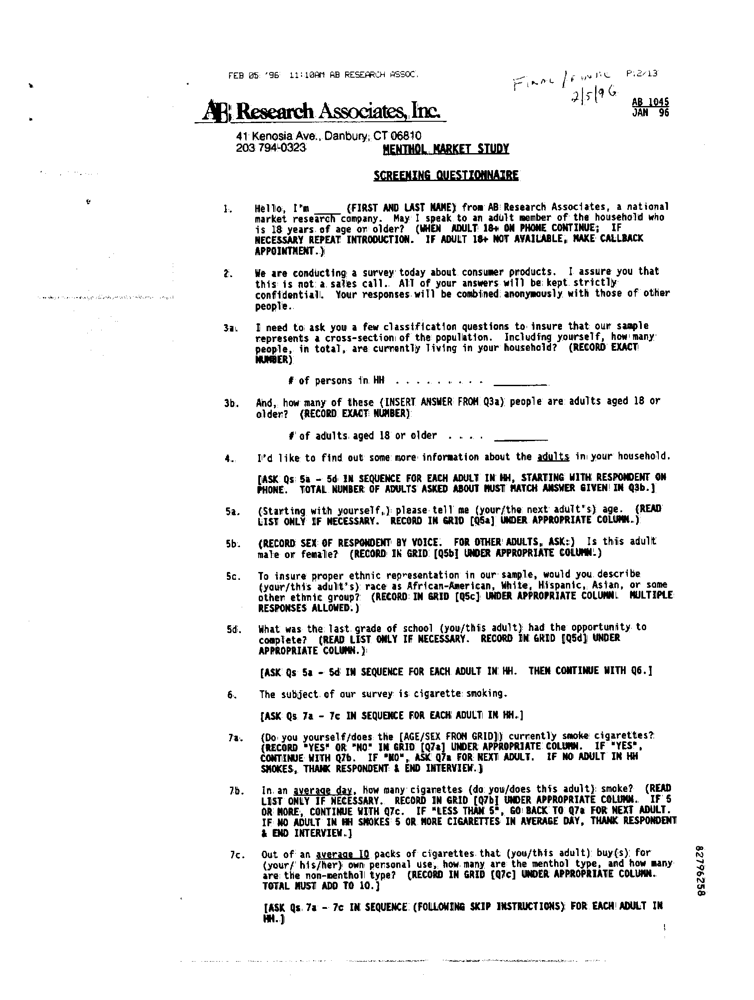 FEB 05 '96 11:10AM AB RESEARCH ASSOC. P.2/13
FINAL / FINAL
2/5/96
AB Research Associates, Inc.
AB 1045
JAN 96
41 Kenosia Ave., Danbury, CT 06810
203 794-0323
MENTHOL MARKET STUDY
SCREENING QUESTIONNAIRE
1. Hello, I'm _____ (FIRST AND LAST NAME) from AB Research Associates, a national
market research company. May I speak to an adult member of the household who
is 18 years of age or older? (WHEN ADULT 18+ ON PHONE CONTINUE; IF
NECESSARY REPEAT INTRODUCTION. IF ADULT 18+ NOT AVAILABLE, MAKE CALLBACK
APPOINTMENT.)
2. We are conducting a survey today about consumer products. I assure you that
this is not a sales call. All of your answers will be kept strictly
confidential. Your responses will be combined anonymously with those of other
people.
3a. I need to ask you a few classification questions to insure that our sample
represents a cross-section of the population. Including yourself, how many
people, in total, are currently living in your household? (RECORD EXACT
NUMBER)
# of persons in HH . . . . . . . . . ________
3b. And, how many of these (INSERT ANSWER FROM Q3a) people are adults aged 18 or
older? (RECORD EXACT NUMBER)
# of adults aged 18 or older . . . . ________
4. I'd like to find out some more information about the adults in your household.
[ASK Qs 5a - 5d IN SEQUENCE FOR EACH ADULT IN HH, STARTING WITH RESPONDENT ON
PHONE. TOTAL NUMBER OF ADULTS ASKED ABOUT MUST MATCH ANSWER GIVEN IN Q3b.]
5a. (Starting with yourself,) please tell me (your/the next adult's) age. (READ
LIST ONLY IF NECESSARY. RECORD IN GRID [Q5a] UNDER APPROPRIATE COLUMN.)
5b. (RECORD SEX OF RESPONDENT BY VOICE. FOR OTHER ADULTS, ASK:) Is this adult
male or female? (RECORD IN GRID [Q5b] UNDER APPROPRIATE COLUMN.)
5c. To insure proper ethnic representation in our sample, would you describe
(your/this adult's) race as African-American, White, Hispanic, Asian, or some
other ethnic group? (RECORD IN GRID [Q5c] UNDER APPROPRIATE COLUMN. MULTIPLE
RESPONSES ALLOWED.)
5d. What was the last grade of school (you/this adult) had the opportunity to
complete? (READ LIST ONLY IF NECESSARY. RECORD IN GRID [Q5d] UNDER
APPROPRIATE COLUMN.)
[ASK Qs 5a - 5d IN SEQUENCE FOR EACH ADULT IN HH. THEN CONTINUE WITH Q6.]
6. The subject of our survey is cigarette smoking.
[ASK Qs 7a - 7c IN SEQUENCE FOR EACH ADULT IN HH.]
7a. (Do you yourself/does the [AGE/SEX FROM GRID]) currently smoke cigarettes?
(RECORD "YES" OR "NO" IN GRID [Q7a] UNDER APPROPRIATE COLUMN. IF "YES",
CONTINUE WITH Q7b. IF "NO", ASK Q7a FOR NEXT ADULT. IF NO ADULT IN HH
SMOKES, THANK RESPONDENT & END INTERVIEW.)
7b. In an average day, how many cigarettes (do you/does this adult) smoke? (READ
LIST ONLY IF NECESSARY. RECORD IN GRID [Q7b] UNDER APPROPRIATE COLUMN. IF 5
OR MORE, CONTINUE WITH Q7c. IF "LESS THAN 5", GO BACK TO Q7a FOR NEXT ADULT.
IF NO ADULT IN HH SMOKES 5 OR MORE CIGARETTES IN AVERAGE DAY, THANK RESPONDENT
& END INTERVIEW.)
7c. Out of an average 10 packs of cigarettes that (you/this adult) buy(s) for
(your/ his/her) own personal use, how many are the menthol type, and how many
are the non-menthol type? (RECORD IN GRID [Q7c] UNDER APPROPRIATE COLUMN.
TOTAL MUST ADD TO 10.)
[ASK Qs 7a - 7c IN SEQUENCE (FOLLOWING SKIP INSTRUCTIONS) FOR EACH ADULT IN
HH.]
82796258
1